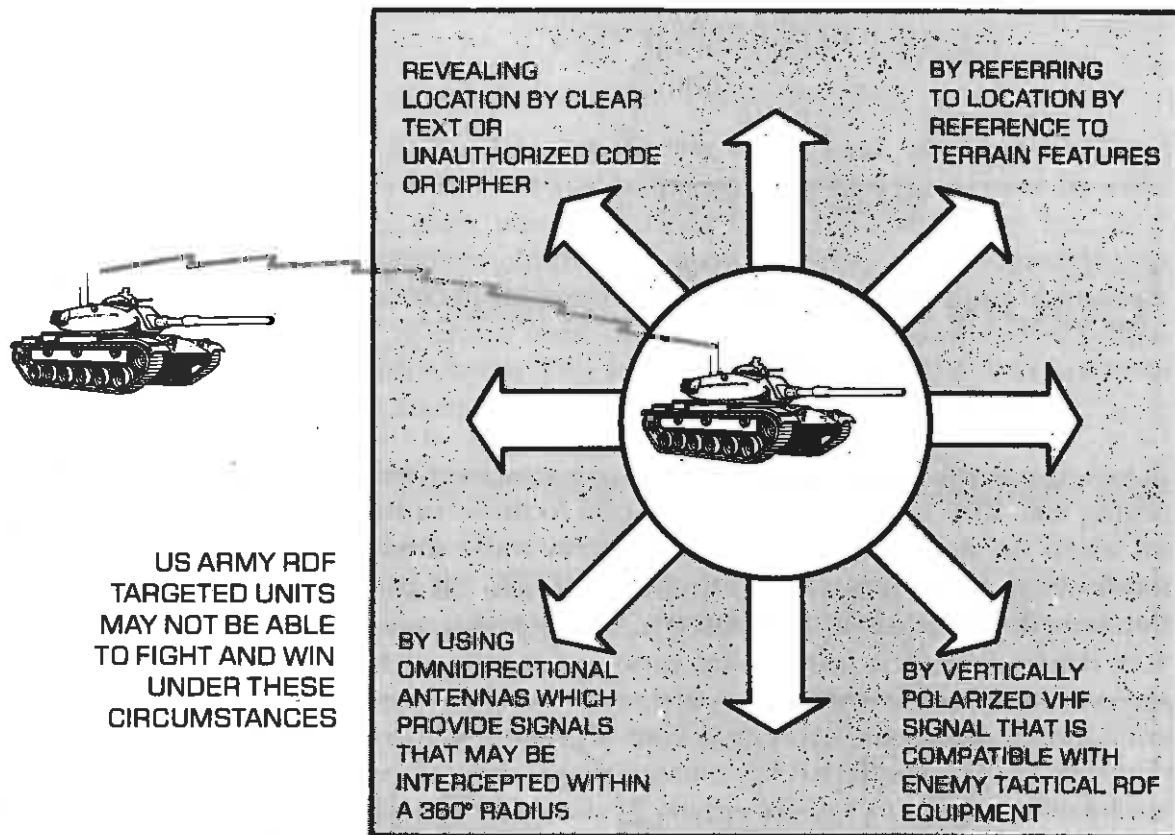 REVEALING
LOCATION BY CLEAR
TEXT OR
UNAUTHORIZED CODE
OR CIPHER
BY REFERRING
TO LOCATION BY
REFERENCE TO
TERRAIN FEATURES
US ARMY RDF
TARGETED UNITS
MAY NOT BE ABLE
TO FIGHT AND WIN
UNDER THESE
CIRCUMSTANCES
BY USING
OMNIDIRECTIONAL
ANTENNAS WHICH
PROVIDE SIGNALS
THAT MAY BE
INTERCEPTED WITHIN
A 360° RADIUS
BY VERTICALLY
POLARIZED VHF
SIGNAL THAT IS
COMPATIBLE WITH
ENEMY TACTICAL RDF
EQUIPMENT